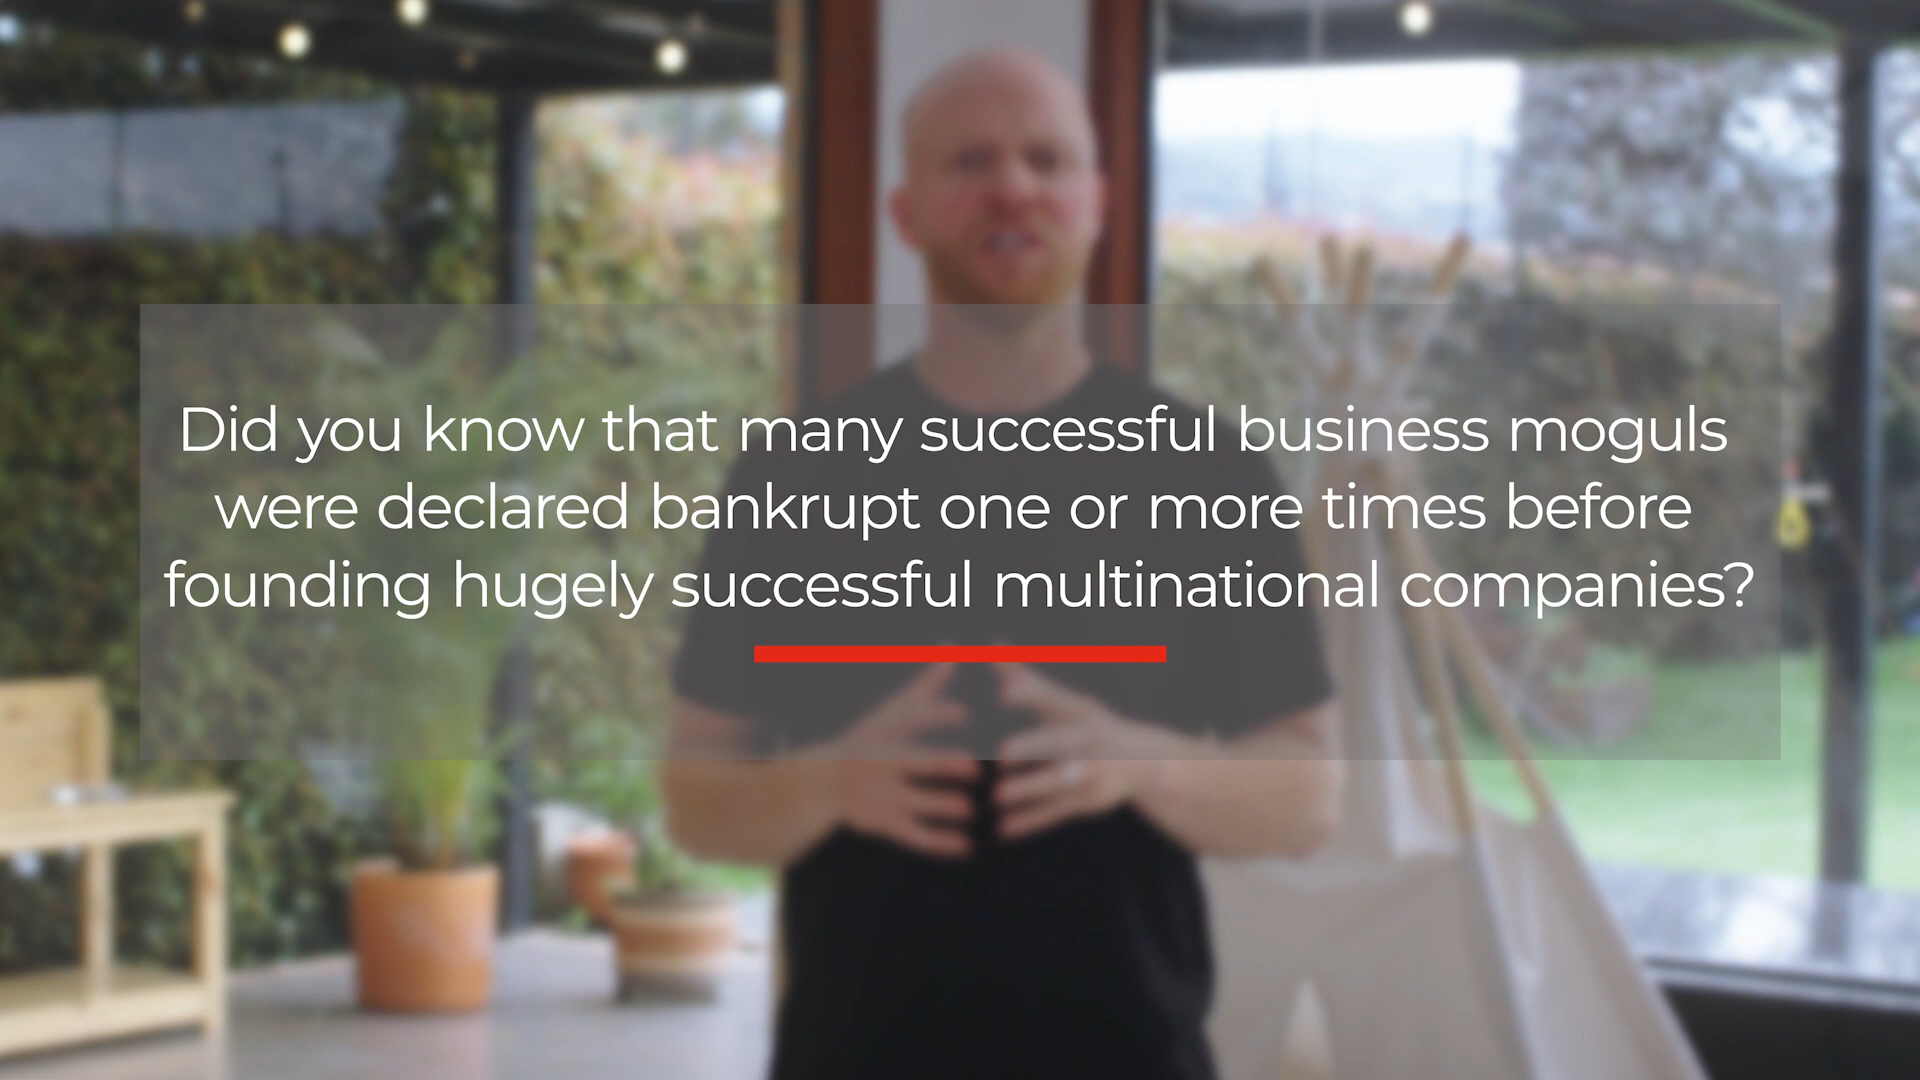 Did you know that many successful business moguls
were declared bankrupt one or more times before
founding hugely successful multinational companies?